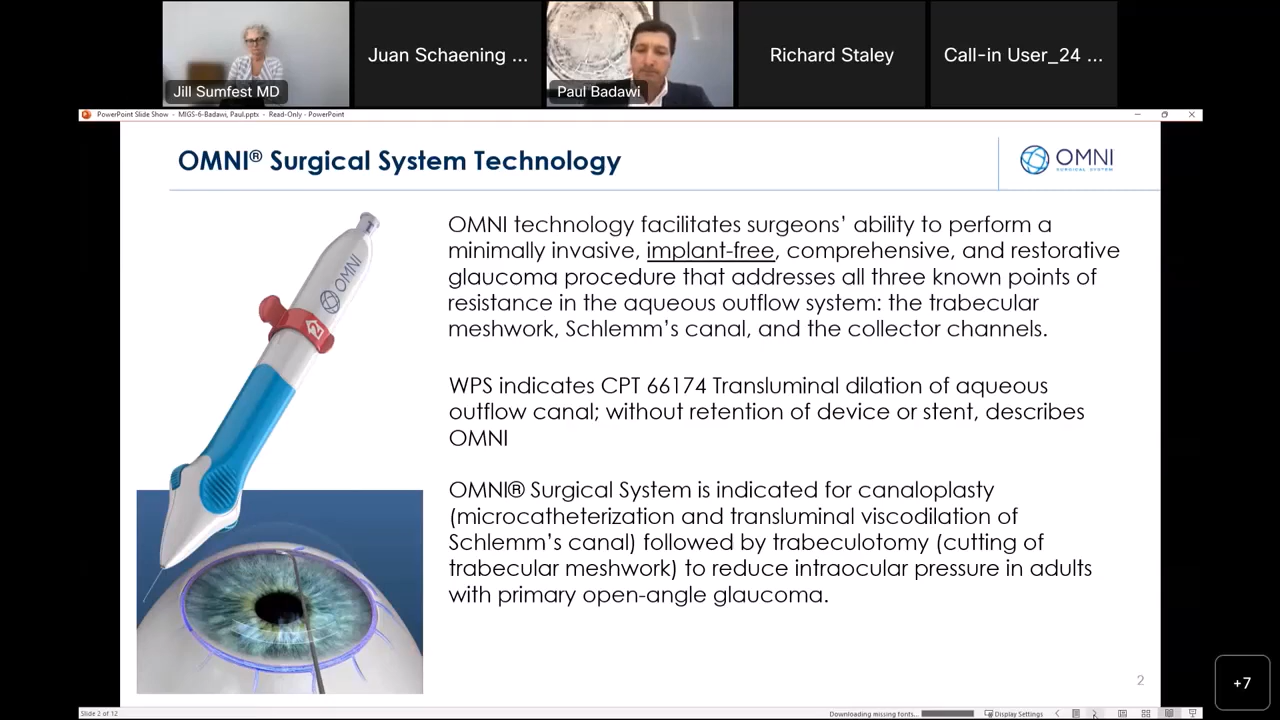 Jill Sumfest MD
Juan Schaening ...
Paul Badawi
Richard Staley
Call-in User_24 ...
PowerPoint Slide Show - MIGS-6-Badawi, Paul.pptx - Read-Only - PowerPoint
OMNI® Surgical System Technology
OMNI
SURGICAL SYSTEM
OMNI
OMNI technology facilitates surgeons’ ability to perform a
minimally invasive, implant-free, comprehensive, and restorative
glaucoma procedure that addresses all three known points of
resistance in the aqueous outflow system: the trabecular
meshwork, Schlemm’s canal, and the collector channels.
WPS indicates CPT 66174 Transluminal dilation of aqueous
outflow canal; without retention of device or stent, describes
OMNI
OMNI® Surgical System is indicated for canaloplasty
(microcatheterization and transluminal viscodilation of
Schlemm’s canal) followed by trabeculotomy (cutting of
trabecular meshwork) to reduce intraocular pressure in adults
with primary open-angle glaucoma.
2
+7
Slide 2 of 12
Downloading missing fonts...
Display Settings